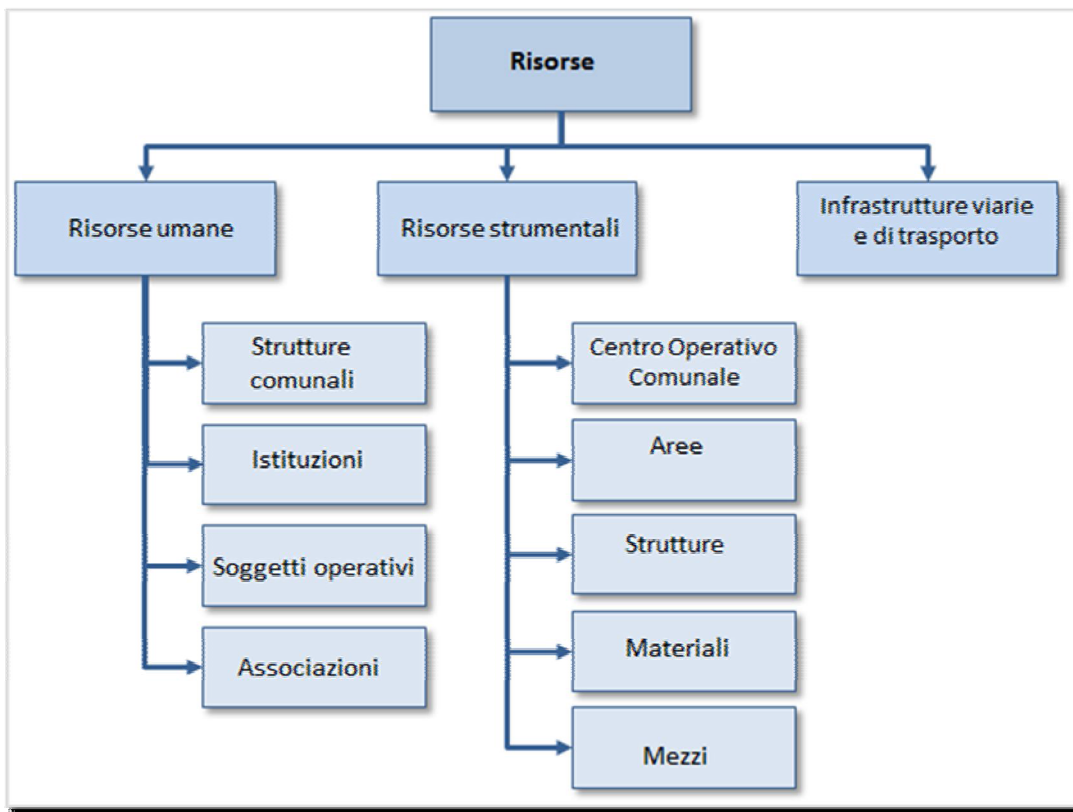 Risorse
Risorse umane
Risorse strumentali
Infrastrutture viarie
e di trasporto
Strutture
comunali
Istituzioni
Soggetti operativi
Associazioni
Centro Operativo
Comunale
Aree
Strutture
Materiali
Mezzi